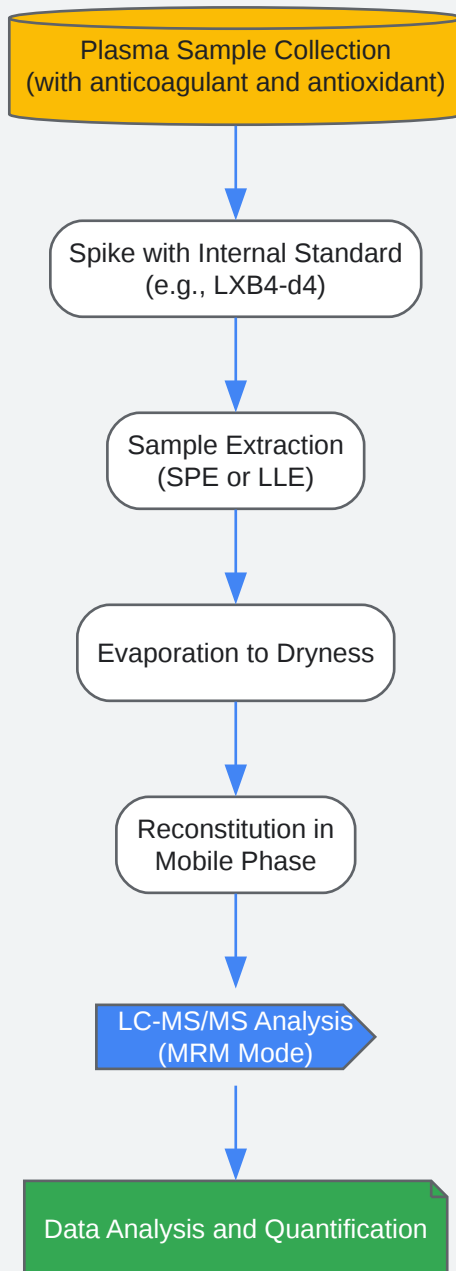 Plasma Sample Collection
(with anticoagulant and antioxidant)
Spike with Internal Standard
(e.g., LXB4-d4)
Sample Extraction
(SPE or LLE)
Evaporation to Dryness
Reconstitution in
Mobile Phase
LC-MS/MS Analysis
(MRM Mode)
Data Analysis and Quantification